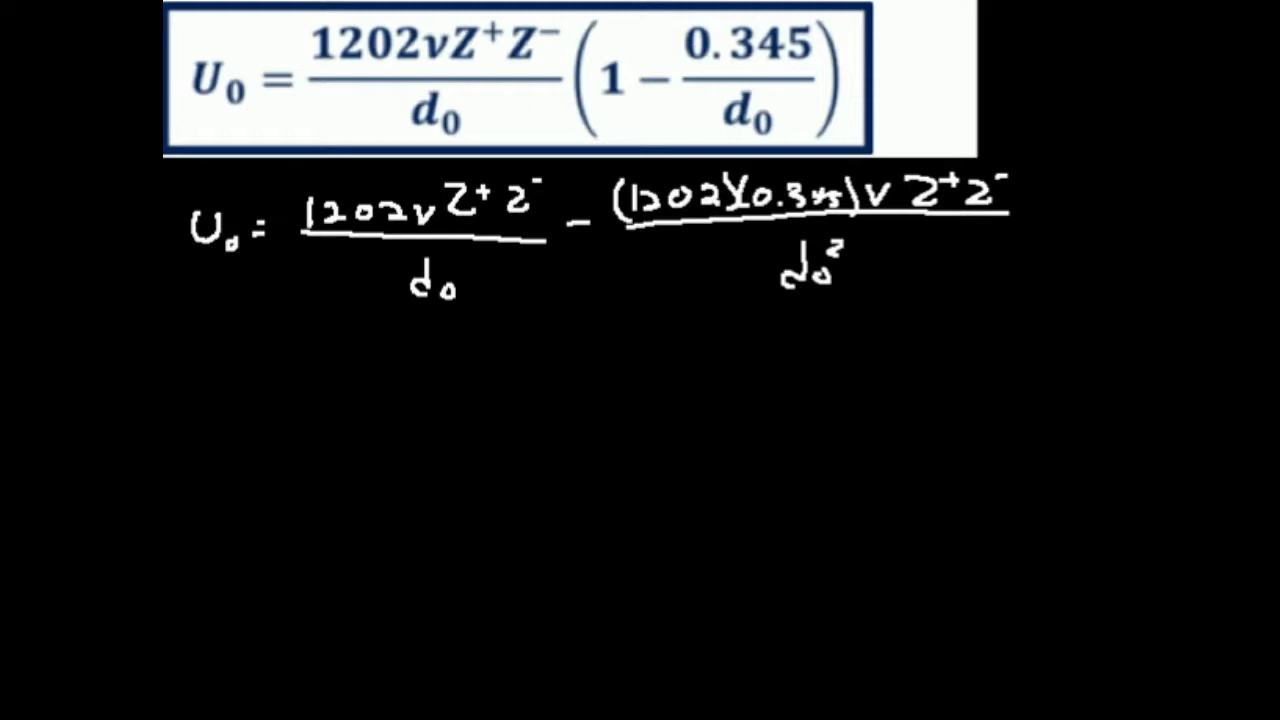 U₀ = 1202νZ⁺Z⁻/d₀ (1 − 0.345/d₀)
U₀ = 1202νZ⁺Z⁻/d₀ − (1202)(0.345)νZ⁺Z⁻/d₀²